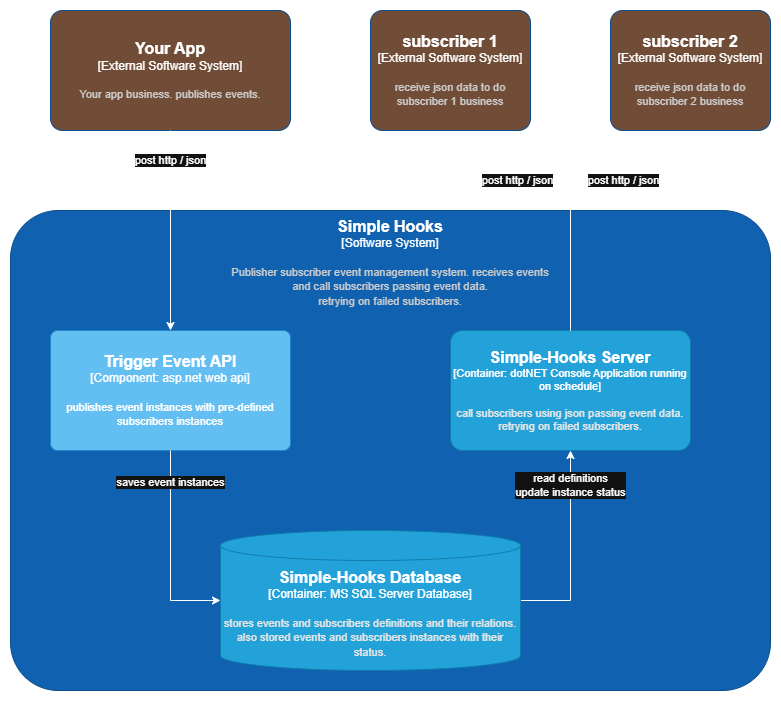 Your App
[External Software System]
Your app business. publishes events.
subscriber 1
[External Software System]
receive json data to do
subscriber 1 business
subscriber 2
[External Software System]
receive json data to do
subscriber 2 business
post http / json
post http / json
post http / json
Simple Hooks
[Software System]
Publisher subscriber event management system. receives events
and call subscribers passing event data.
retrying on failed subscribers.
Trigger Event API
[Component: asp.net web api]
publishes event instances with pre-defined
subscribers instances
Simple-Hooks Server
[Container: dotNET Console Application running
on schedule]
call subscribers using json passing event data.
retrying on failed subscribers.
saves event instances
read definitions
update instance status
Simple-Hooks Database
[Container: MS SQL Server Database]
stores events and subscribers definitions and their relations.
also stored events and subscribers instances with their
status.